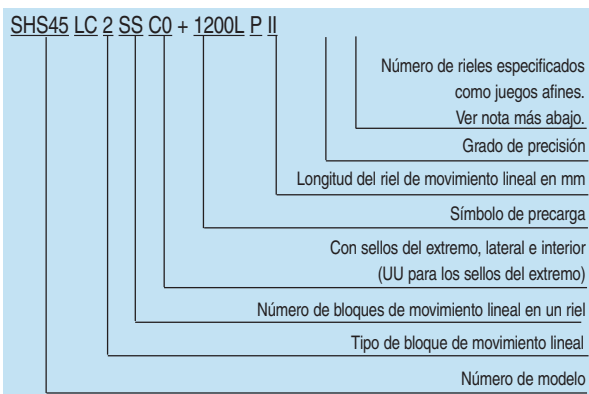 SHS45 LC 2 SS C0 + 1200L P II
Número de rieles especificados
como juegos afines.
Ver nota más abajo.
Grado de precisión
Longitud del riel de movimiento lineal en mm
Símbolo de precarga
Con sellos del extremo, lateral e interior
(UU para los sellos del extremo)
Número de bloques de movimiento lineal en un riel
Tipo de bloque de movimiento lineal
Número de modelo